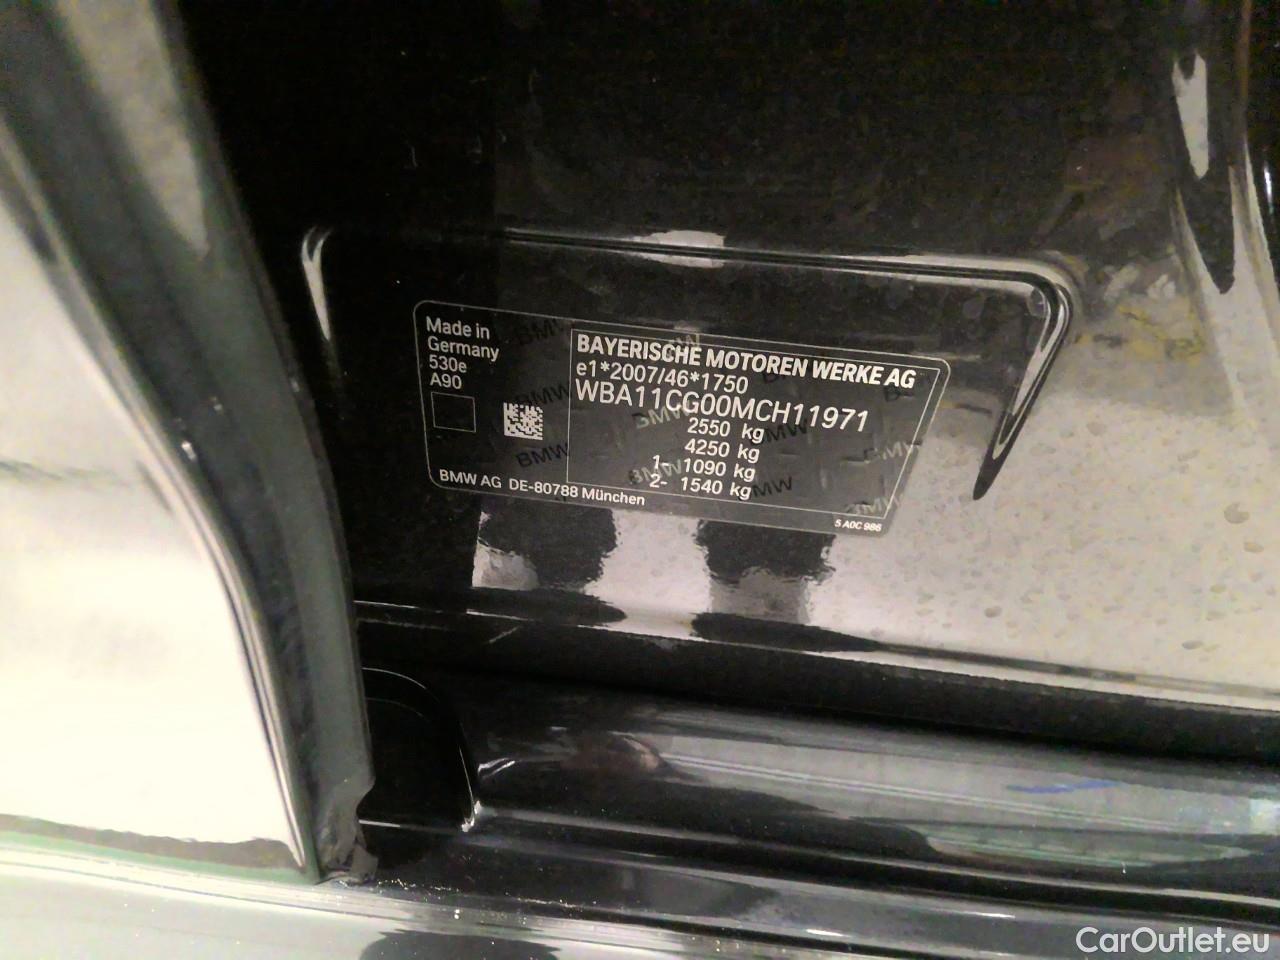 Made in
Germany
530e
A90
BAYERISCHE MOTOREN WERKE AG
e1*2007/46*1750
WBA11CG00MCH11971
2550 kg
4250 kg
1- 1090 kg
2- 1540 kg
BMW AG DE-80788 München
5 A0C 986
CarOutlet.eu